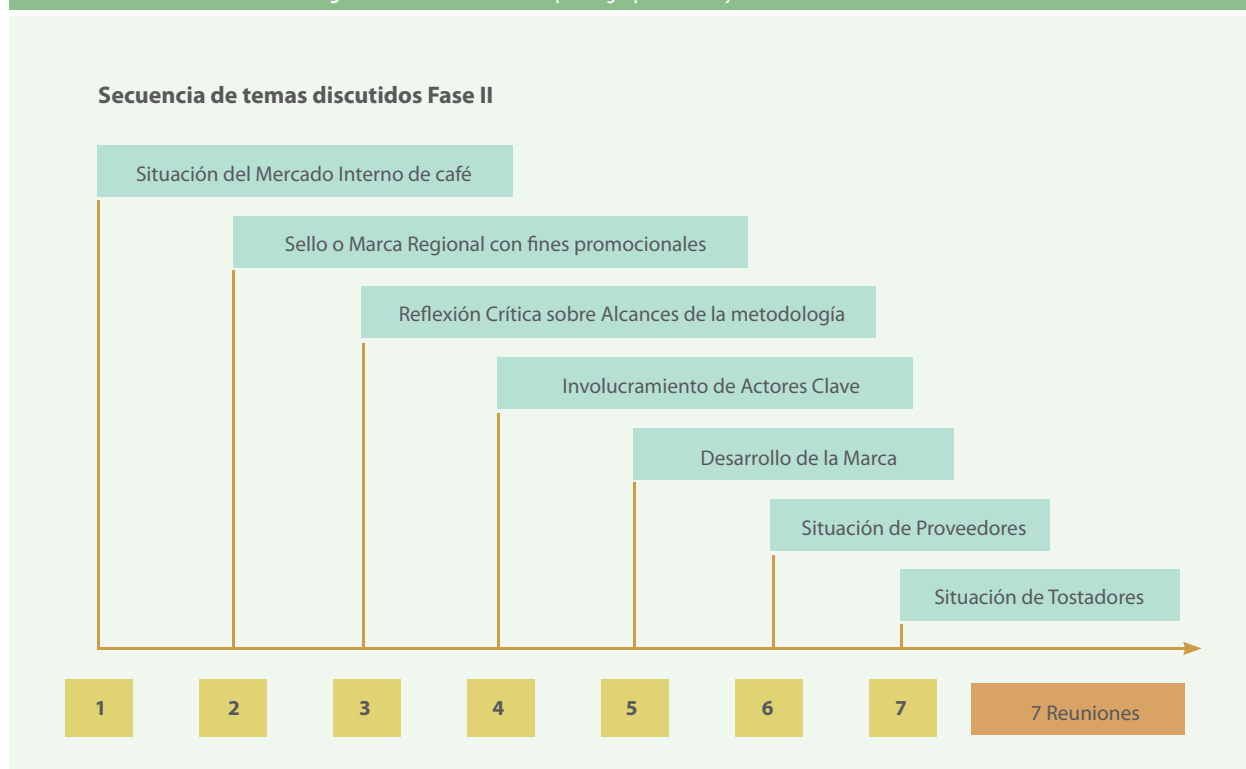 Secuencia de temas discutidos Fase II
Situación del Mercado Interno de café
Sello o Marca Regional con fines promocionales
Reflexión Crítica sobre Alcances de la metodología
Involucramiento de Actores Clave
Desarrollo de la Marca
Situación de Proveedores
Situación de Tostadores
1 2 3 4 5 6 7 7 Reuniones